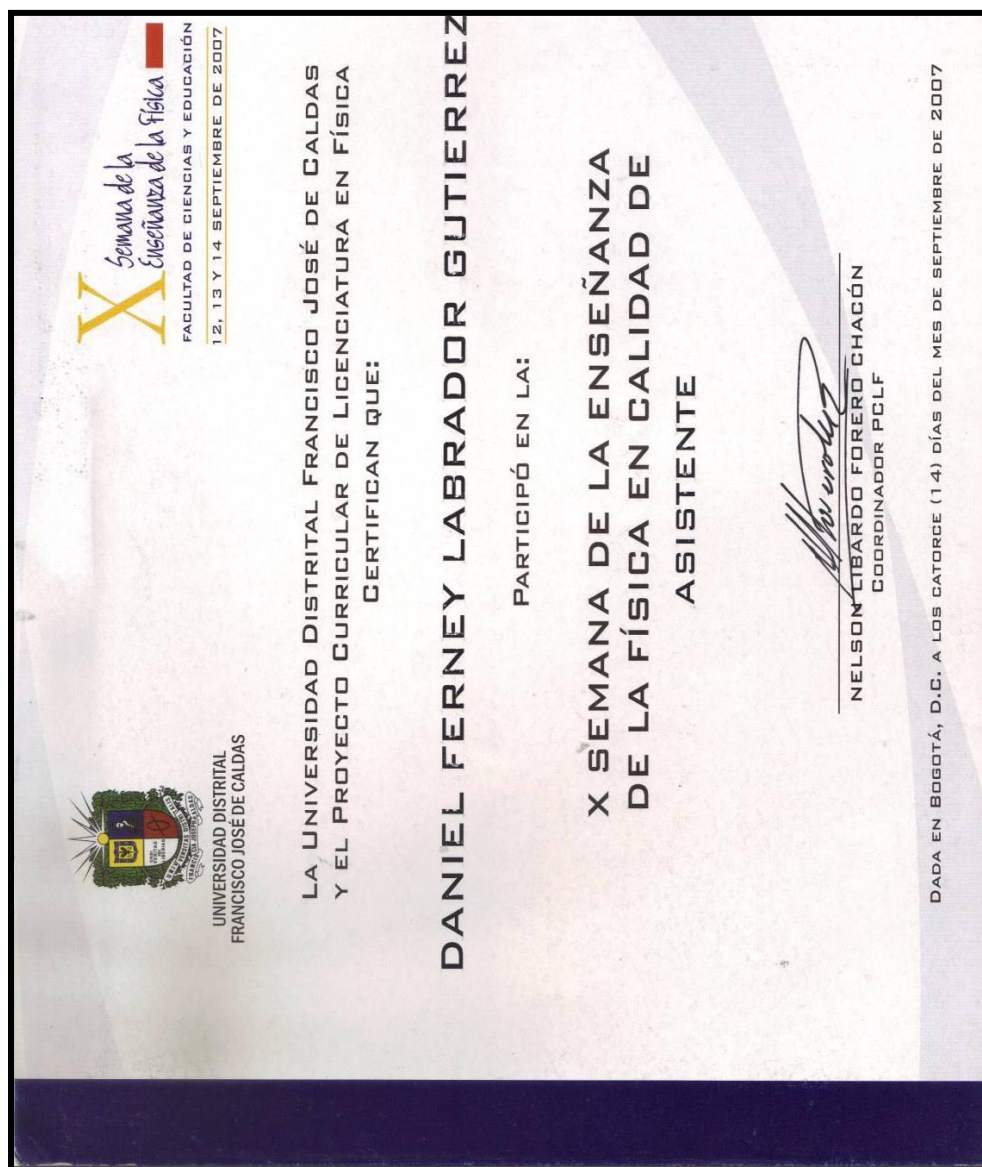 UNIVERSIDAD DISTRITAL
FRANCISCO JOSÉ DE CALDAS
X Semana de la
Enseñanza de la Física
FACULTAD DE CIENCIAS Y EDUCACIÓN
12, 13 Y 14 SEPTIEMBRE DE 2007
LA UNIVERSIDAD DISTRITAL FRANCISCO JOSÉ DE CALDAS
Y EL PROYECTO CURRICULAR DE LICENCIATURA EN FÍSICA
CERTIFICAN QUE:
DANIEL FERNEY LABRADOR GUTIERREZ
PARTICIPÓ EN LA:
X SEMANA DE LA ENSEÑANZA
DE LA FÍSICA EN CALIDAD DE
ASISTENTE
NELSON LIBARDO FORERO CHACÓN
COORDINADOR PCLF
DADA EN BOGOTÁ, D.C. A LOS CATORCE (14) DÍAS DEL MES DE SEPTIEMBRE DE 2007